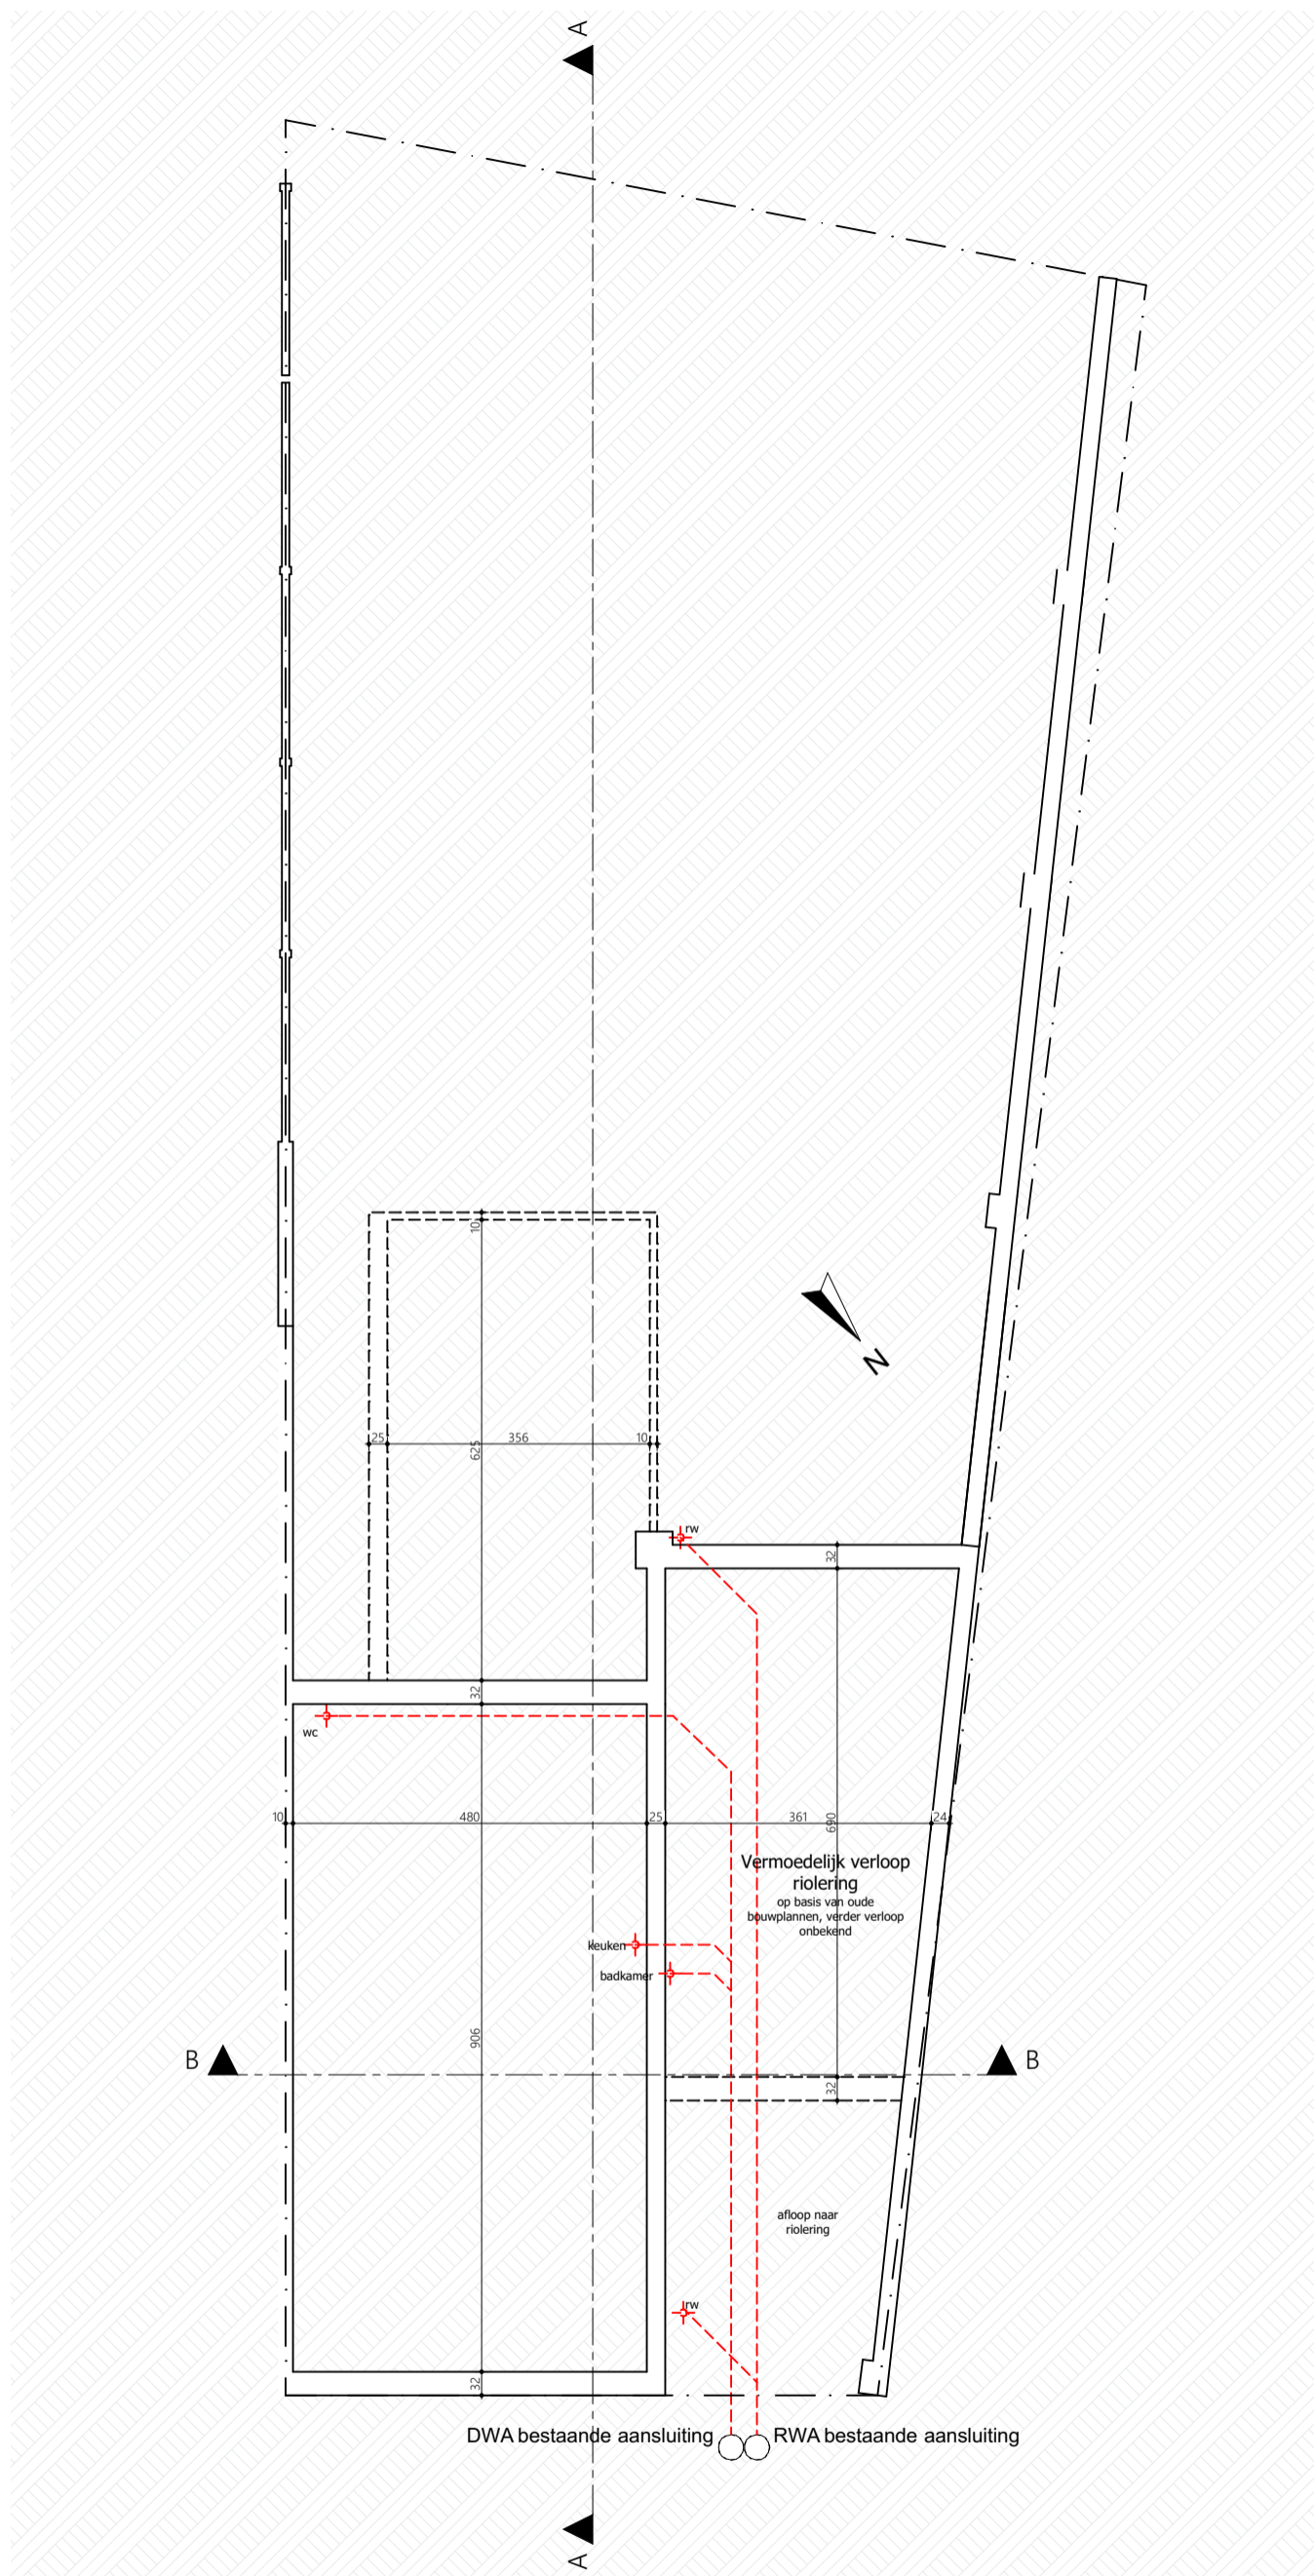 A
10
25
356
10
625
N
rw
32
32
wc
10
480
25
361
24
690
Vermoedelijk verloop
riolering
op basis van oude
bouwplannen, verder verloop
onbekend
keuken
badkamer
906
B
B
32
afloop naar
riolering
rw
32
DWA bestaande aansluiting
RWA bestaande aansluiting
A